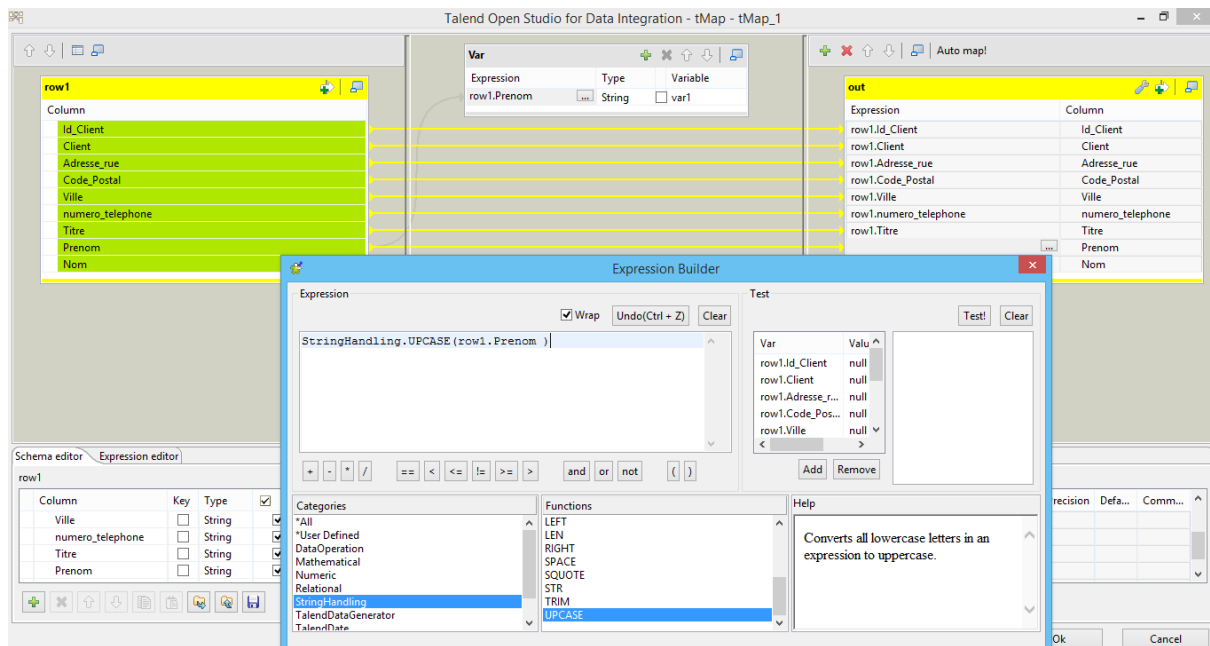 Talend Open Studio for Data Integration - tMap - tMap_1
Auto map!
row1
Column
Id_Client
Client
Adresse_rue
Code_Postal
Ville
numero_telephone
Titre
Prenom
Nom
Var
Expression Type Variable
row1.Prenom ... String var1
out
Expression Column
row1.Id_Client Id_Client
row1.Client Client
row1.Adresse_rue Adresse_rue
row1.Code_Postal Code_Postal
row1.Ville Ville
row1.numero_telephone numero_telephone
row1.Titre Titre
... Prenom
Nom
Expression Builder
Expression
Wrap Undo(Ctrl + Z) Clear
StringHandling.UPCASE(row1.Prenom )
+ - * / == < <= != >= > and or not ( )
Test
Test! Clear
Var Valu
row1.Id_Client null
row1.Client null
row1.Adresse_r... null
row1.Code_Pos... null
row1.Ville null
Add Remove
Categories
*All
*User Defined
DataOperation
Mathematical
Numeric
Relational
StringHandling
TalendDataGenerator
TalendDate
Functions
LEFT
LEN
RIGHT
SPACE
SQUOTE
STR
TRIM
UPCASE
Help
Converts all lowercase letters in an
expression to uppercase.
Schema editor Expression editor
row1
Column Key Type
Ville String
numero_telephone String
Titre String
Prenom String
recision Defa... Comm...
Ok Cancel